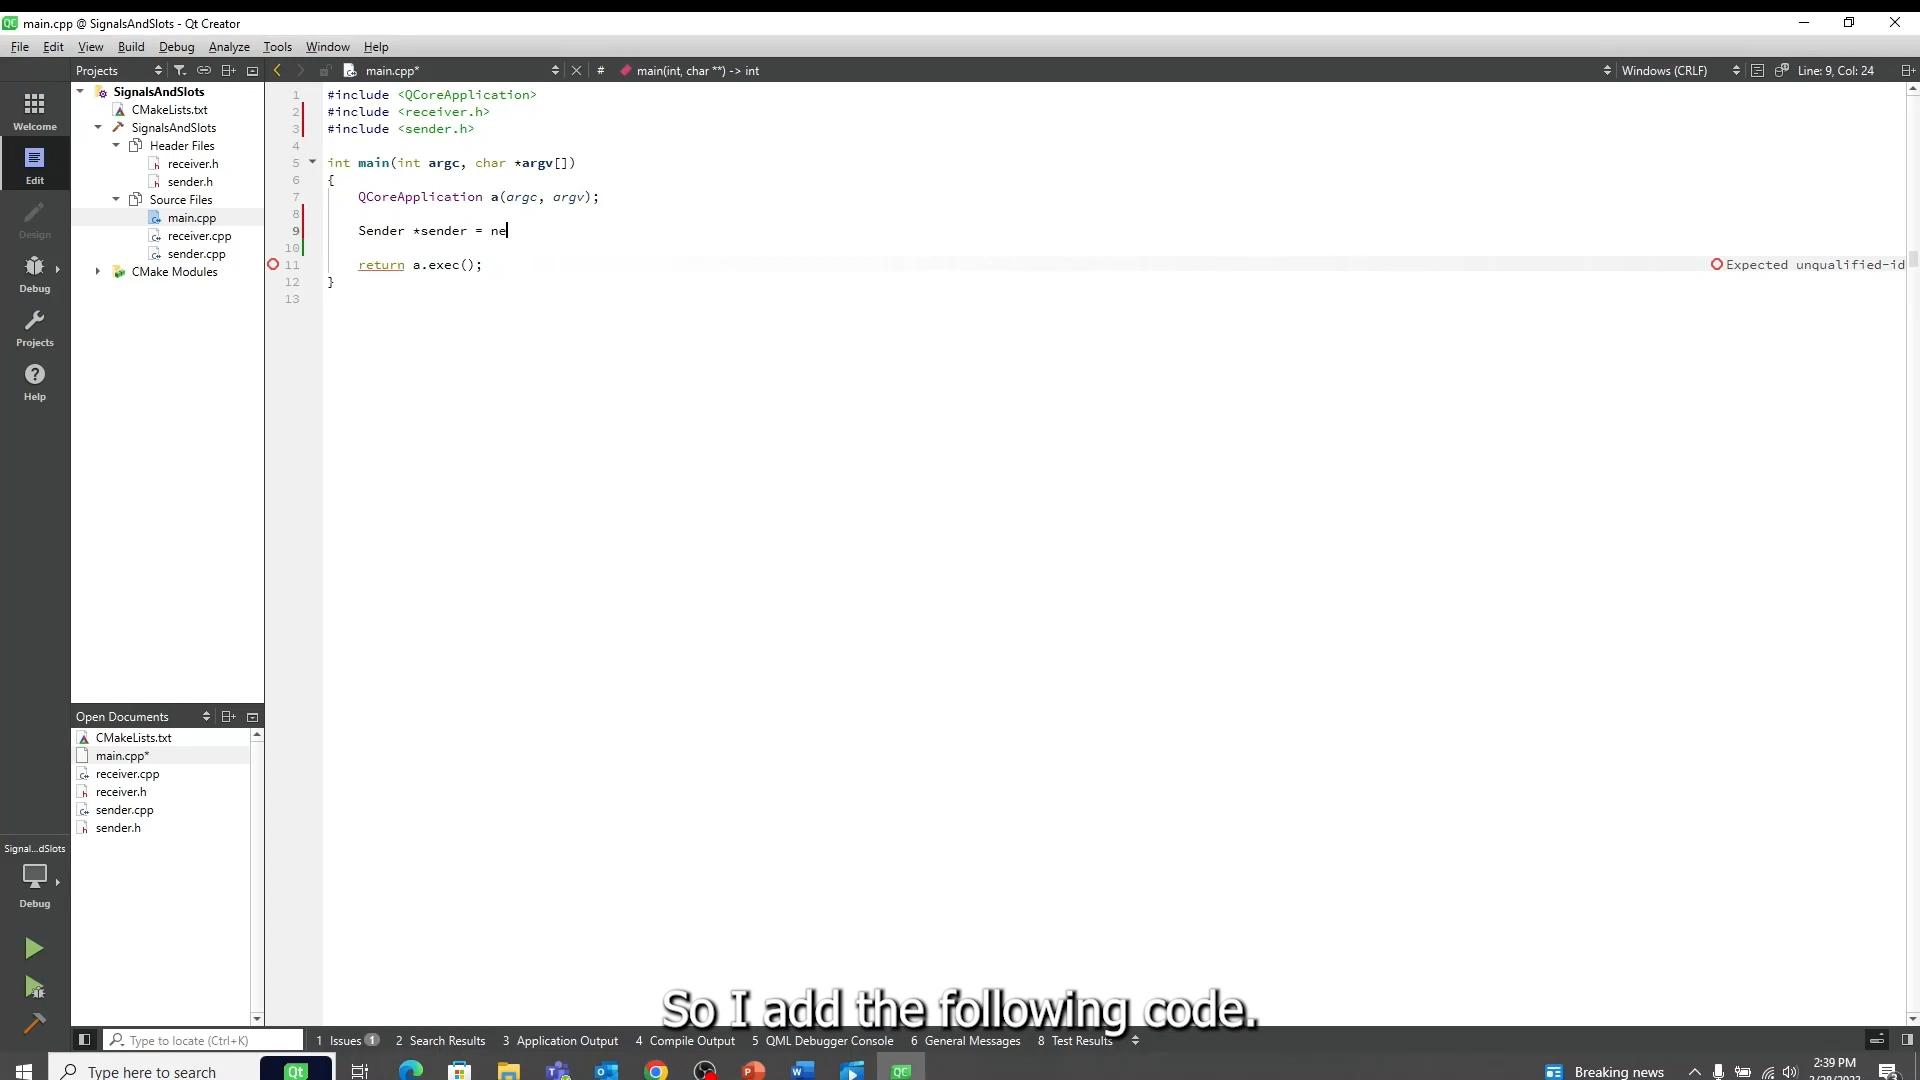 main.cpp @ SignalsAndSlots - Qt Creator
File Edit View Build Debug Analyze Tools Window Help
Projects main.cpp* # main(int, char **) -> int Windows (CRLF) Line: 9, Col: 24
SignalsAndSlots
CMakeLists.txt
SignalsAndSlots
Header Files
receiver.h
sender.h
Source Files
main.cpp
receiver.cpp
sender.cpp
CMake Modules
Welcome
Edit
Design
Debug
Projects
Help
1 #include <QCoreApplication>
2 #include <receiver.h>
3 #include <sender.h>
4
5 int main(int argc, char *argv[])
6 {
7 QCoreApplication a(argc, argv);
8
9 Sender *sender = ne
10
11 return a.exec(); Expected unqualified-id
12 }
13
Open Documents
CMakeLists.txt
main.cpp*
receiver.cpp
receiver.h
sender.cpp
sender.h
Signal...dSlots
Debug
So I add the following code.
Type to locate (Ctrl+K) 1 Issues 1 2 Search Results 3 Application Output 4 Compile Output 5 QML Debugger Console 6 General Messages 8 Test Results
Type here to search Qt Breaking news 2:39 PM